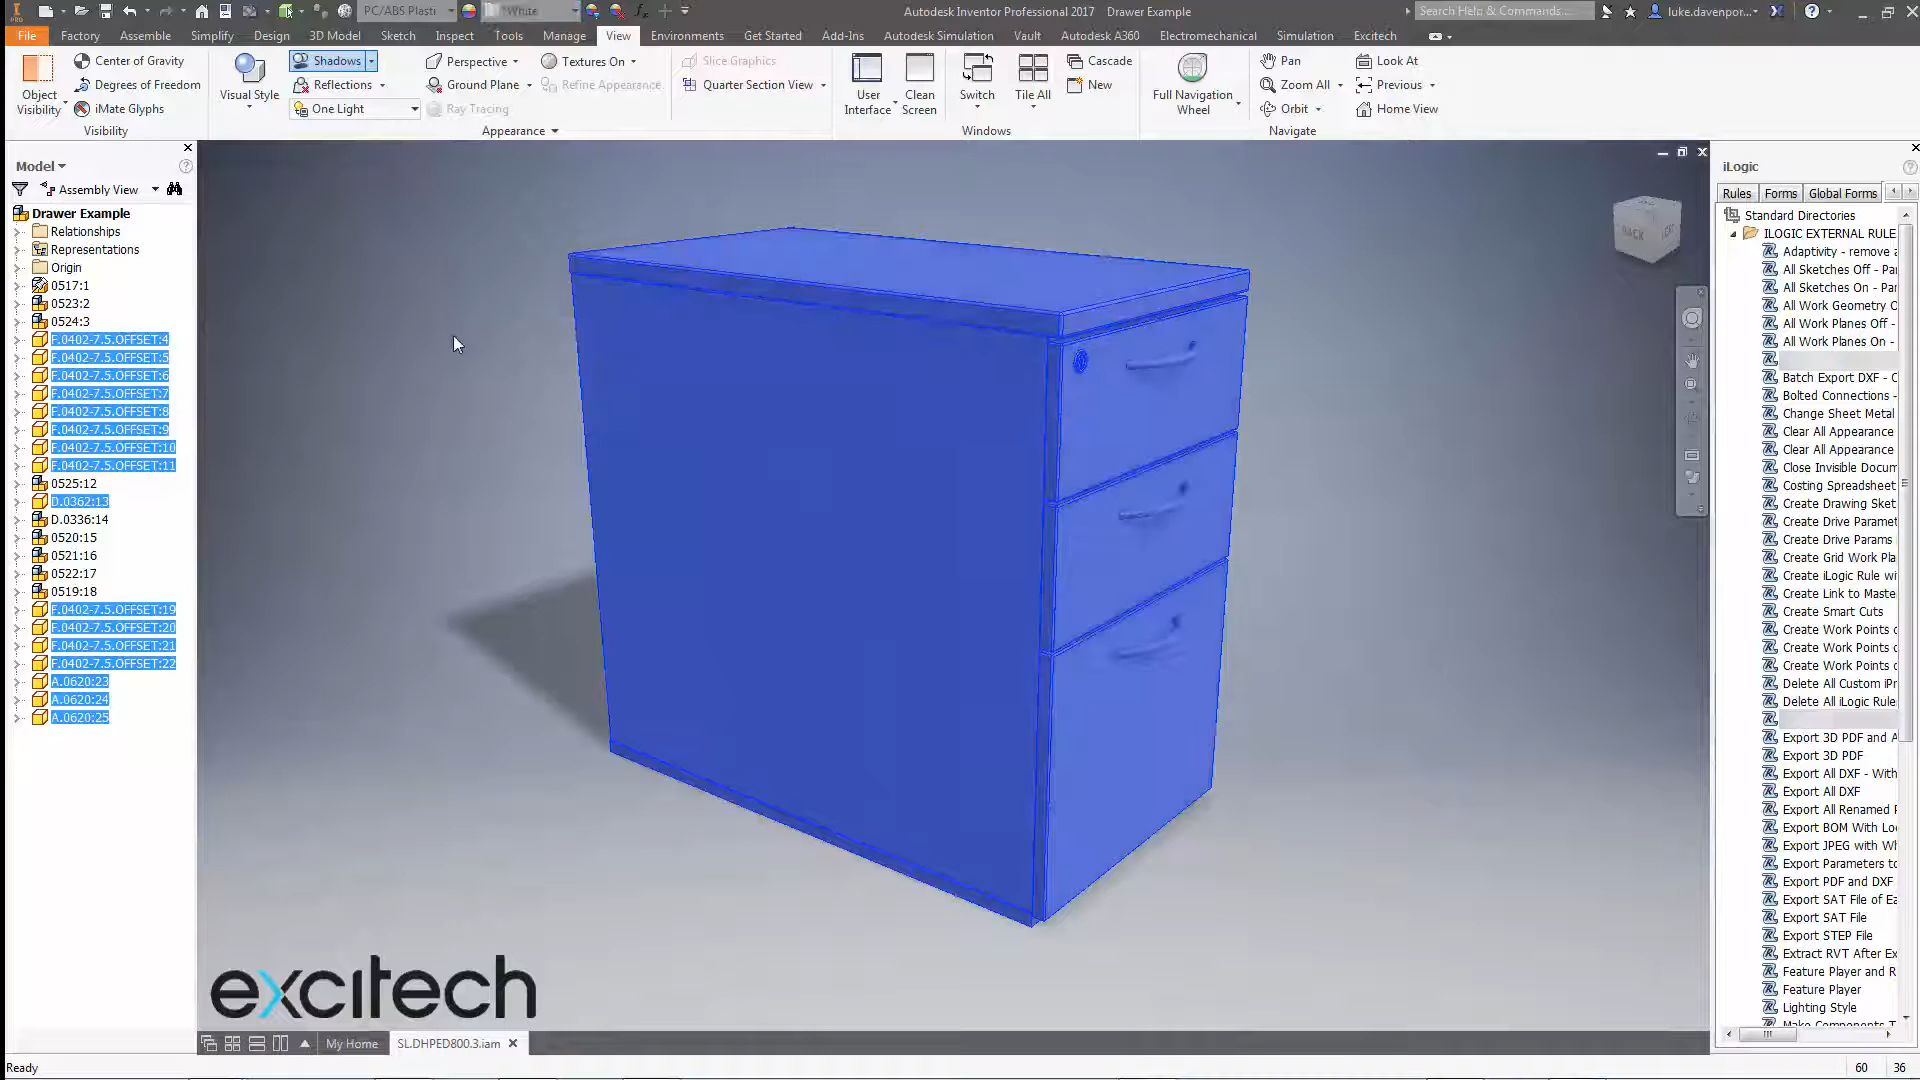 PRO
PC/ABS Plasti
*White
Autodesk Inventor Professional 2017 Drawer Example
Search Help & Commands...
luke.davenpor...
File Factory Assemble Simplify Design 3D Model Sketch Inspect Tools Manage View Environments Get Started Add-Ins Autodesk Simulation Vault Autodesk A360 Electromechanical Simulation Excitech
Object Visibility
Center of Gravity
Degrees of Freedom
iMate Glyphs
Visibility
Visual Style
Shadows
Reflections
One Light
Perspective
Ground Plane
Ray Tracing
Textures On
Refine Appearance
Appearance
Slice Graphics
Quarter Section View
User Interface
Clean Screen
Switch
Tile All
Cascade
New
Windows
Full Navigation Wheel
Pan
Zoom All
Orbit
Look At
Previous
Home View
Navigate
Model
Assembly View
Drawer Example
Relationships
Representations
Origin
0517:1
0523:2
0524:3
F.0402-7.5.OFFSET:4
F.0402-7.5.OFFSET:5
F.0402-7.5.OFFSET:6
F.0402-7.5.OFFSET:7
F.0402-7.5.OFFSET:8
F.0402-7.5.OFFSET:9
F.0402-7.5.OFFSET:10
F.0402-7.5.OFFSET:11
0525:12
D.0362:13
D.0336:14
0520:15
0521:16
0522:17
0519:18
F.0402-7.5.OFFSET:19
F.0402-7.5.OFFSET:20
F.0402-7.5.OFFSET:21
F.0402-7.5.OFFSET:22
A.0620:23
A.0620:24
A.0620:25
BACK
excitech
My Home
SL.DHPED800.3.iam
iLogic
Rules Forms Global Forms
Standard Directories
ILOGIC EXTERNAL RULE
Adaptivity - remove a
All Sketches Off - Pa
All Sketches On - Par
All Work Geometry O
All Work Planes Off -
All Work Planes On -
Batch Export DXF - C
Bolted Connections -
Change Sheet Metal
Clear All Appearance
Clear All Appearance
Close Invisible Docum
Costing Spreadsheet
Create Drawing Sket
Create Drive Paramet
Create Drive Params
Create Grid Work Pla
Create iLogic Rule wi
Create Link to Maste
Create Smart Cuts
Create Work Points o
Create Work Points o
Create Work Points o
Delete All Custom iPr
Delete All iLogic Rule
Export 3D PDF and A
Export 3D PDF
Export All DXF - With
Export All DXF
Export All Renamed P
Export BOM With Lo
Export JPEG with Wh
Export Parameters to
Export PDF and DXF
Export SAT File of Ea
Export SAT File
Export STEP File
Extract RVT After Ex
Feature Player and R
Feature Player
Lighting Style
Ready
60 36